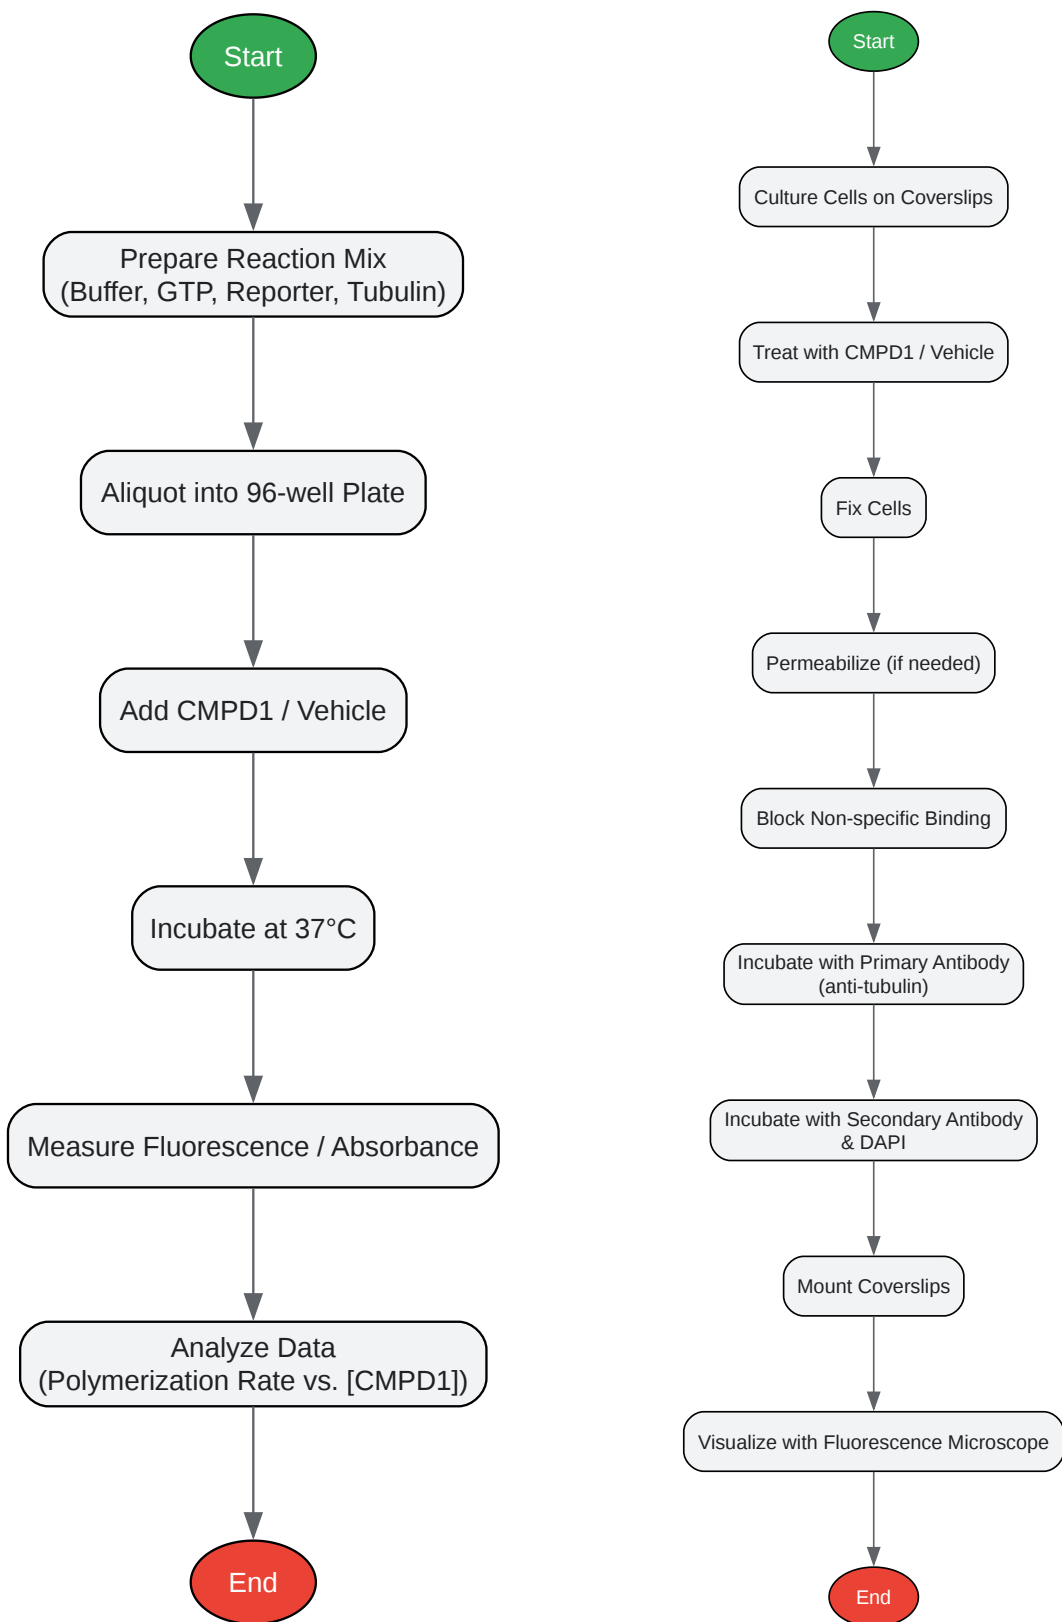 Start
Prepare Reaction Mix
(Buffer, GTP, Reporter, Tubulin)
Aliquot into 96-well Plate
Add CMPD1 / Vehicle
Incubate at 37°C
Measure Fluorescence / Absorbance
Analyze Data
(Polymerization Rate vs. [CMPD1])
End
Start
Culture Cells on Coverslips
Treat with CMPD1 / Vehicle
Fix Cells
Permeabilize (if needed)
Block Non-specific Binding
Incubate with Primary Antibody
(anti-tubulin)
Incubate with Secondary Antibody
& DAPI
Mount Coverslips
Visualize with Fluorescence Microscope
End